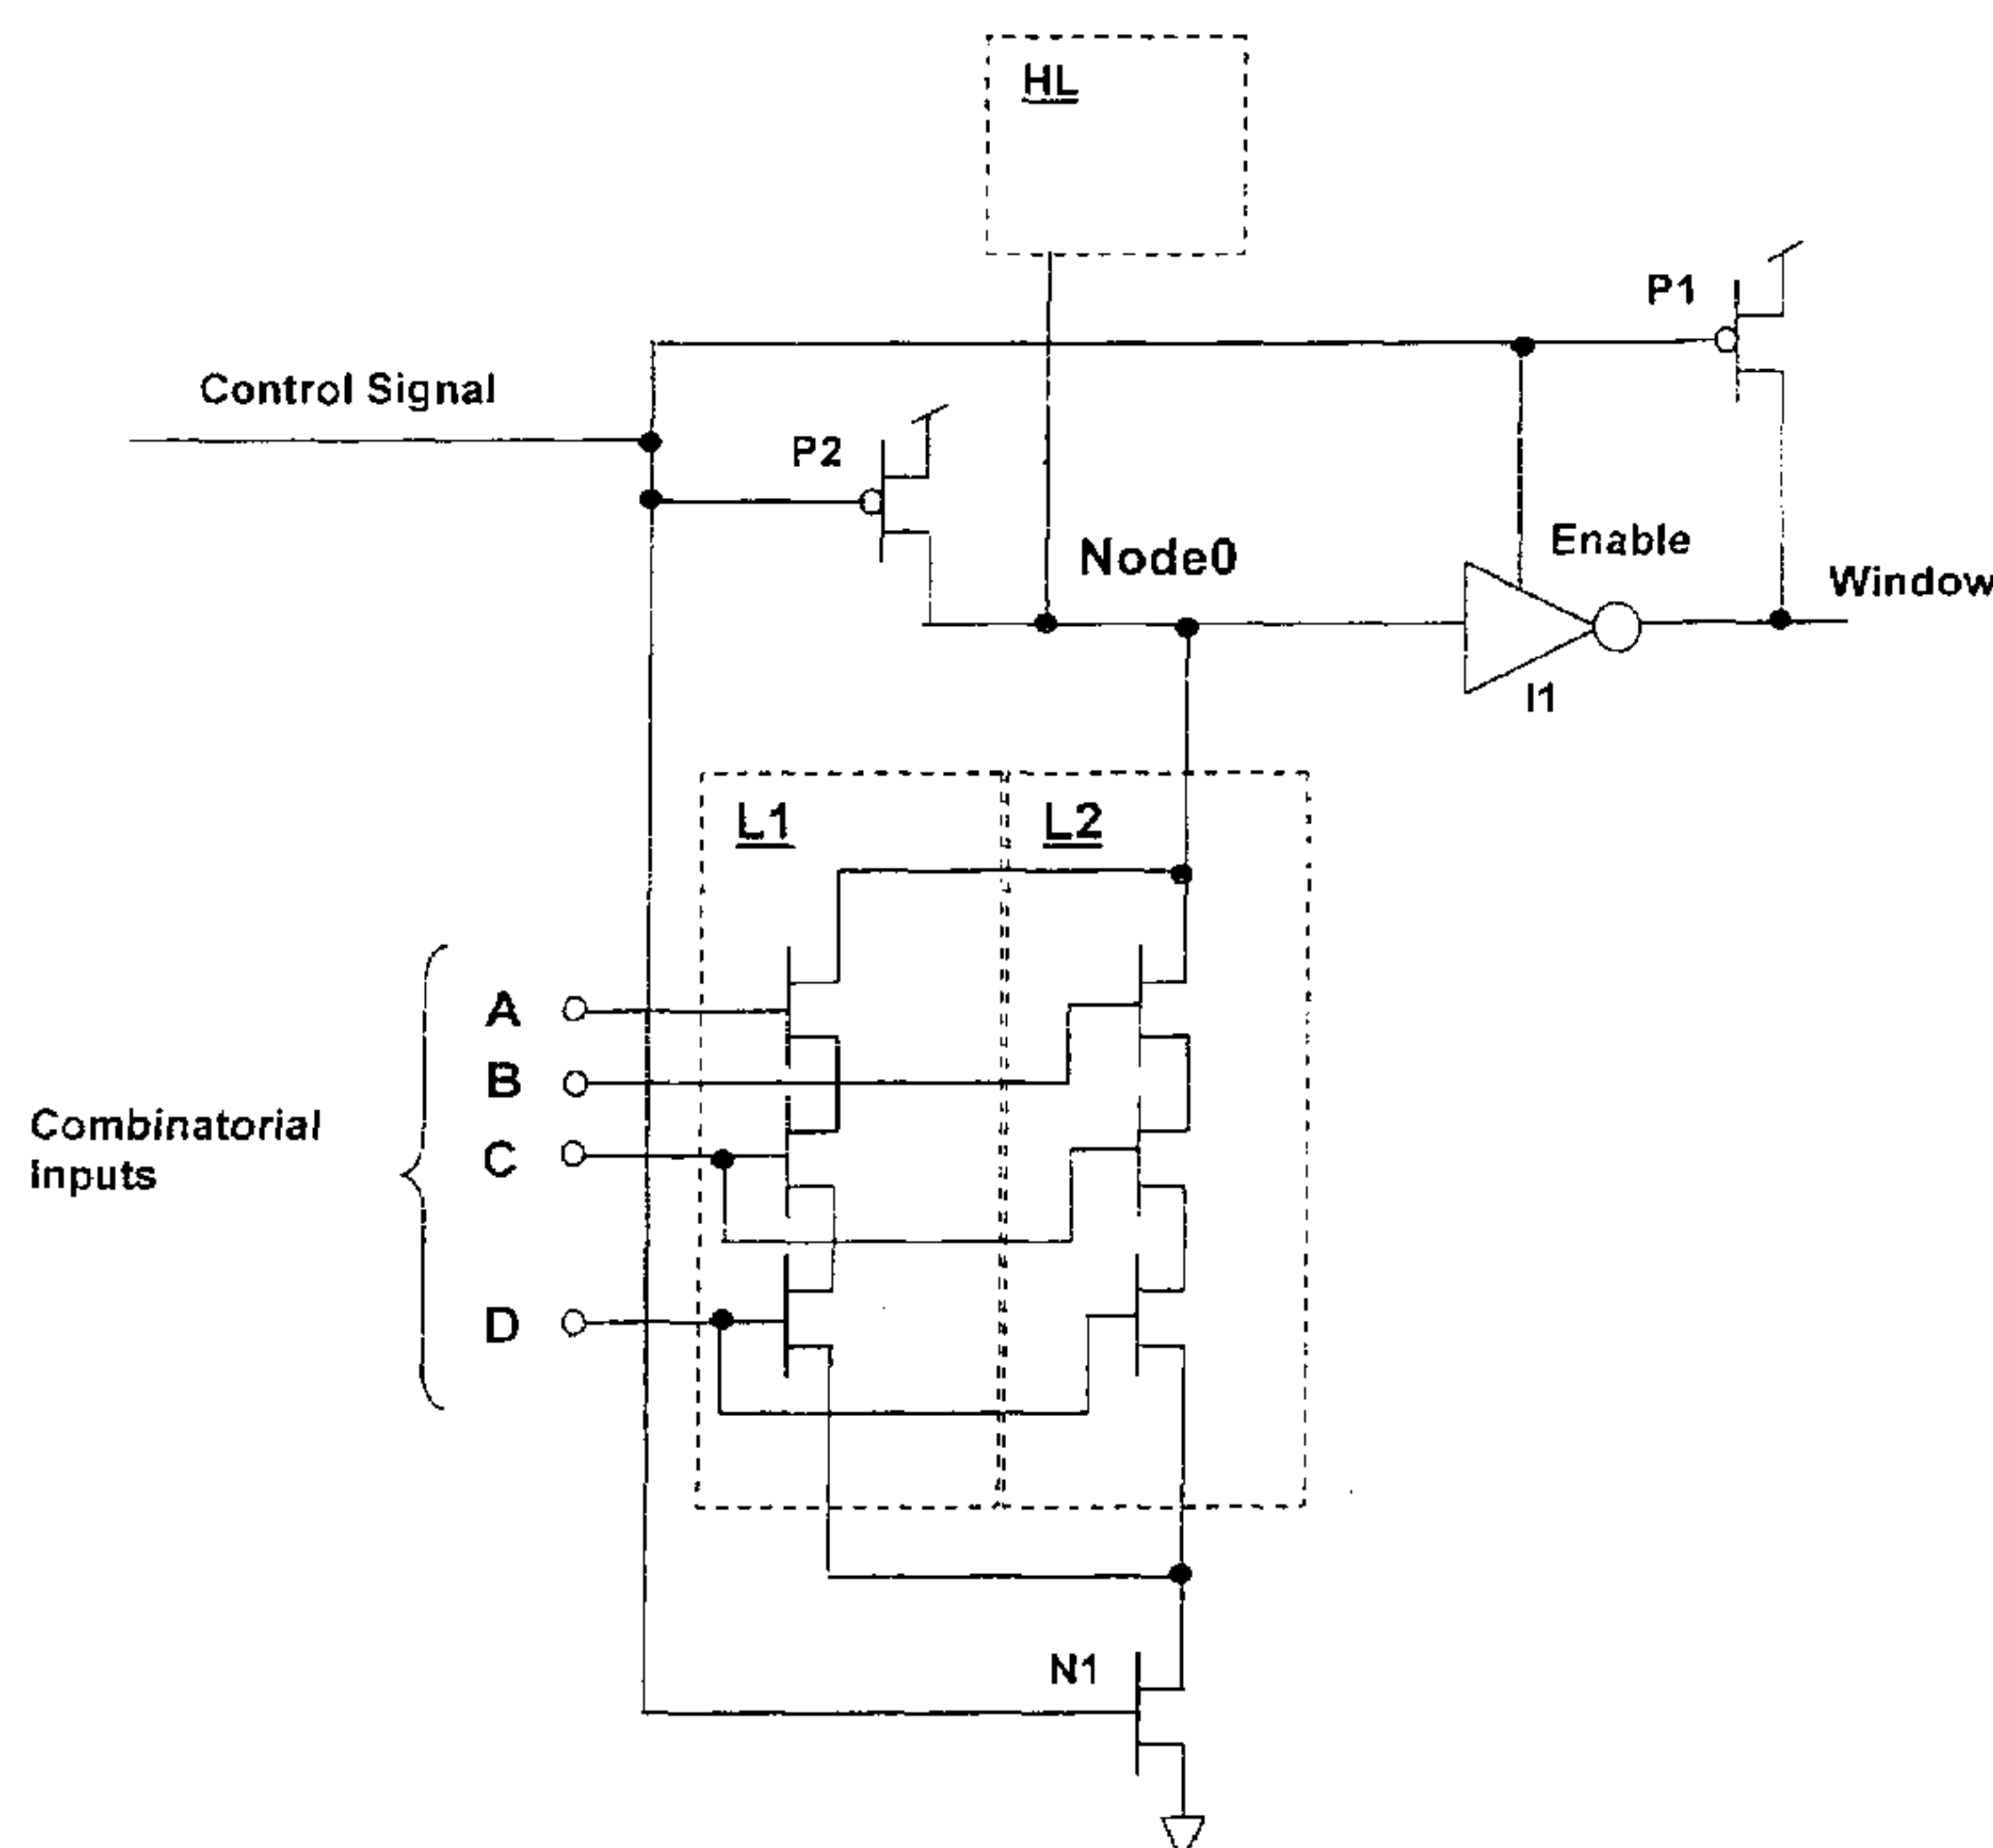 HL
P1
Control Signal
P2
Enable
Node0
Window
I1
L1
L2
A
B
Combinatorial
Inputs
C
D
N1